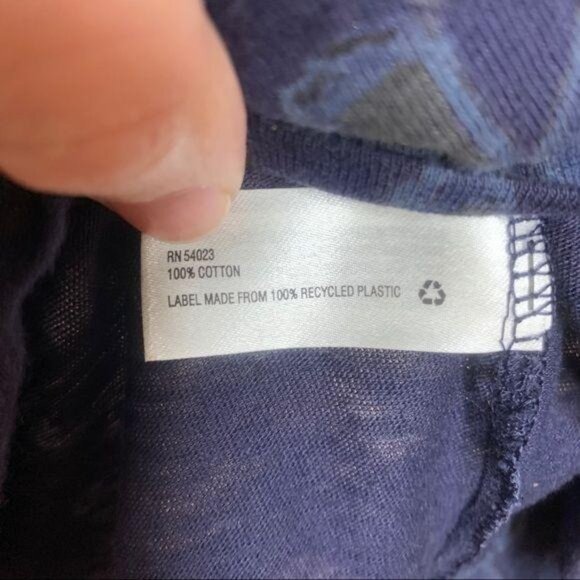 RN 54023
100% COTTON
LABEL MADE FROM 100% RECYCLED PLASTIC